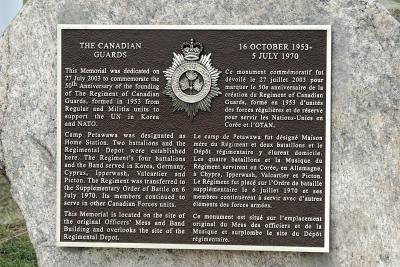 THE CANADIAN
GUARDS
This Memorial was dedicated on
27 July 2003 to commemorate the
50th Anniversary of the founding
of The Regiment of Canadian
Guards, formed in 1953 from
Regular and Militia units to
support the UN in Korea
and NATO.
Camp Petawawa was designated as
Home Station. Two battalions and the
Regimental Depot were established
here. The Regiment's four battalions
and the Band served in Korea, Germany,
Cyprus, Ipperwash, Valcartier and
Picton. The Regiment was transferred to
the Supplementary Order of Battle on 6
July 1970. Its members continued to
serve in other Canadian Forces units.
This Memorial is located on the site of
the original Officers' Mess and Band
Building and overlooks the site of the
Regimental Depot.
16 OCTOBER 1953-
5 JULY 1970
Ce monument commémoratif fut
dévoilé le 27 juillet 2003 pour
marquer le 50e anniversaire de la
création du Regiment of Canadian
Guards, formé en 1953 d'unités
des forces régulières et de réserve
pour servir les Nations-Unies en
Corée et l'OTAN.
Le camp de Petawawa fut désigné Maison
mère du Régiment et deux bataillons et le
Dépôt régimentaire y élurent domicile.
Les quatre bataillons et la Musique du
Régiment servirent en Corée, en Allemagne,
à Chypre, Ipperwash, Valcartier et Picton.
Le Régiment fut placé sur l'Ordre de bataille
supplémentaire le 6 juillet 1970 et ses
membres continuèrent à servir avec d'autres
éléments des forces armées.
Ce monument est situé sur l'emplacement
original du Mess des officiers et de la
Musique et surplombe le site du Dépôt
régimentaire.